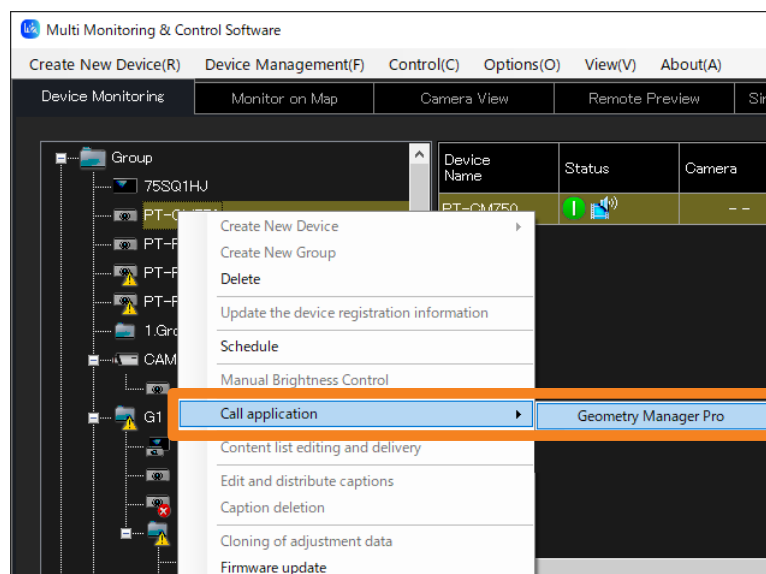 Multi Monitoring & Control Software
Create New Device(R) Device Management(F) Control(C) Options(O) View(V) About(A)
Device Monitoring Monitor on Map Camera View Remote Preview
Group
75SQ1HJ
Device Name Status Camera
PT-CM750 --
Create New Device
Create New Group
Delete
Update the device registration information
Schedule
1.Gro
CAM
Manual Brightness Control
G1
Call application Geometry Manager Pro
Content list editing and delivery
Edit and distribute captions
Caption deletion
Cloning of adjustment data
Firmware update